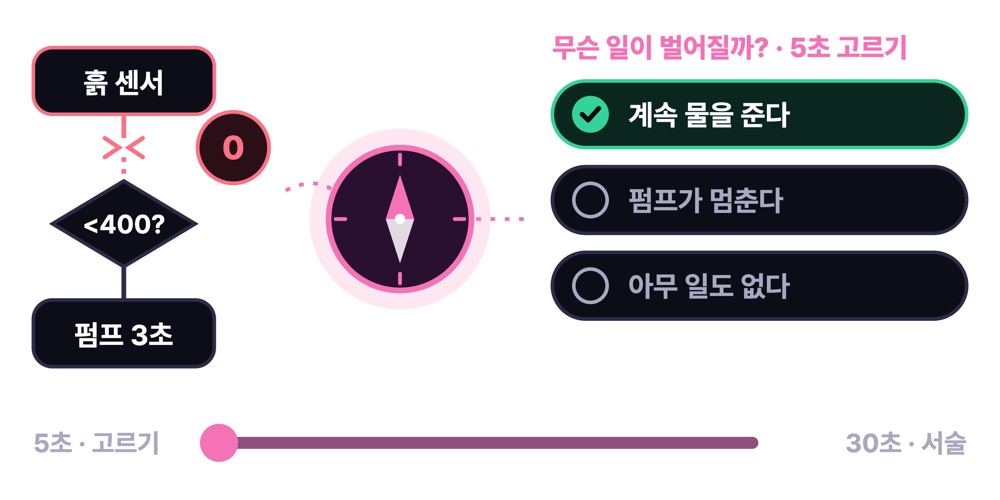 흙 센서
0
<400?
펌프 3초
무슨 일이 벌어질까? · 5초 고르기
계속 물을 준다
펌프가 멈춘다
아무 일도 없다
5초 · 고르기
30초 · 서술